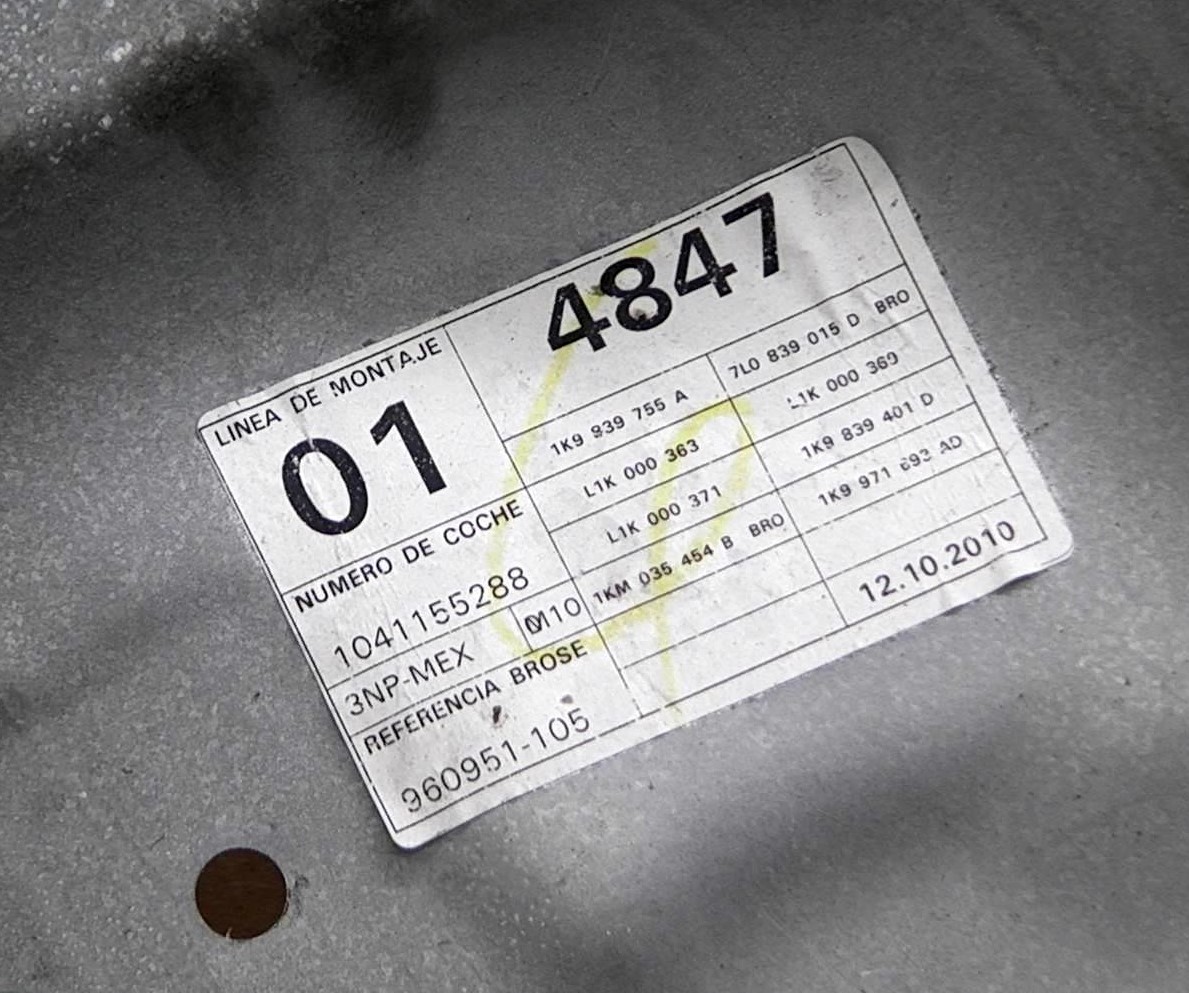 LINEA DE MONTAJE
01
4847
1K9 839 755 A
7L0 839 015 D BRO
L1K 000 363
L1K 000 369
L1K 000 371
1K9 839 401 D
1KM 035 454 B BRO
1K9 971 693 AD
12.10.2010
NUMERO DE COCHE
1041155288
3NP-MEX
M10
REFERENCIA BROSE
960951-105